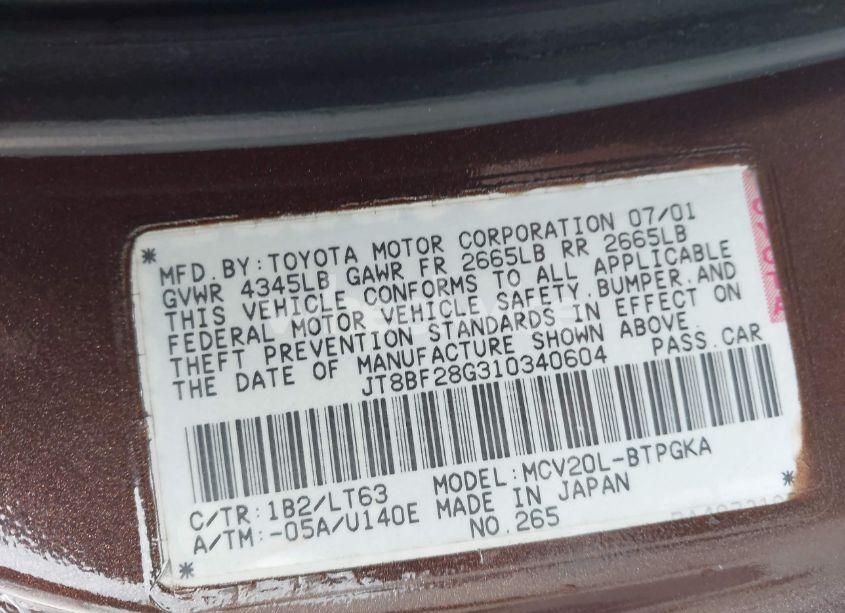 MFD.BY:TOYOTA MOTOR CORPORATION 07/01
GVWR 4345LB GAWR FR 2665LB RR 2665LB
THIS VEHICLE CONFORMS TO ALL APPLICABLE
FEDERAL MOTOR VEHICLE SAFETY,BUMPER,AND
THEFT PREVENTION STANDARDS IN EFFECT ON
THE DATE OF MANUFACTURE SHOWN ABOVE.
JT8BF28G310340604 PASS.CAR
C/TR:1B2/LT63 MODEL:MCV20L-BTPGKA
A/TM:-05A/U140E MADE IN JAPAN
NO.265